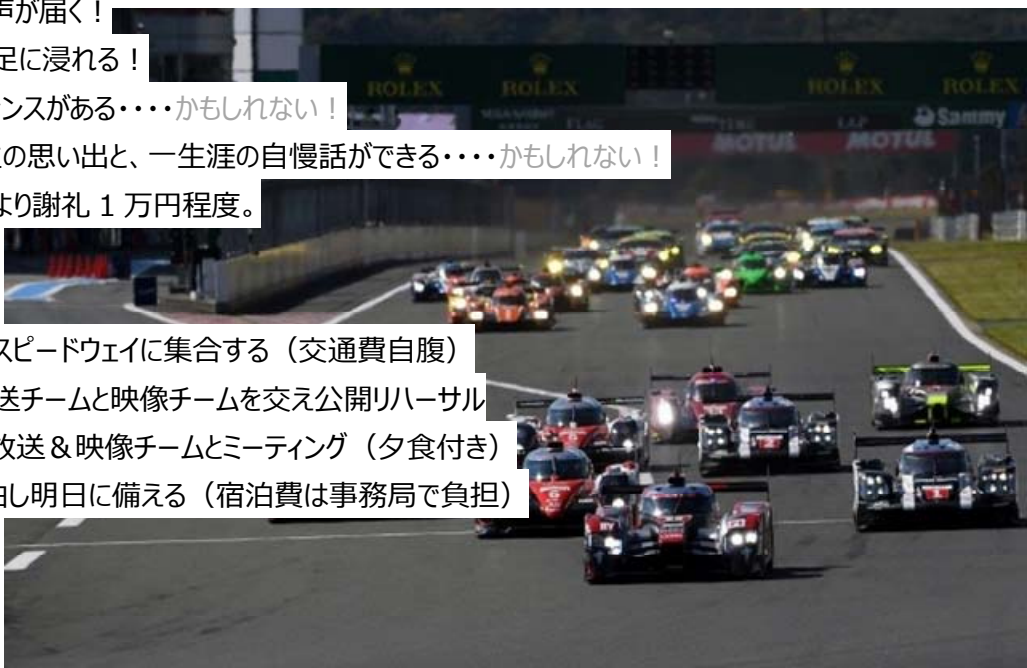 声が届く！
足に浸れる！
ンスがある・・・・かもしれない！
の思い出と、一生涯の自慢話ができる・・・・かもしれない！
より謝礼 1 万円程度。
ROLEX ROLEX ROLEX ROLEX
Sammy
MOTUL MOTUL
スピードウェイに集合する（交通費自腹）
送チームと映像チームを交え公開リハーサル
放送＆映像チームとミーティング（夕食付き）
泊し明日に備える（宿泊費は事務局で負担）
2
1